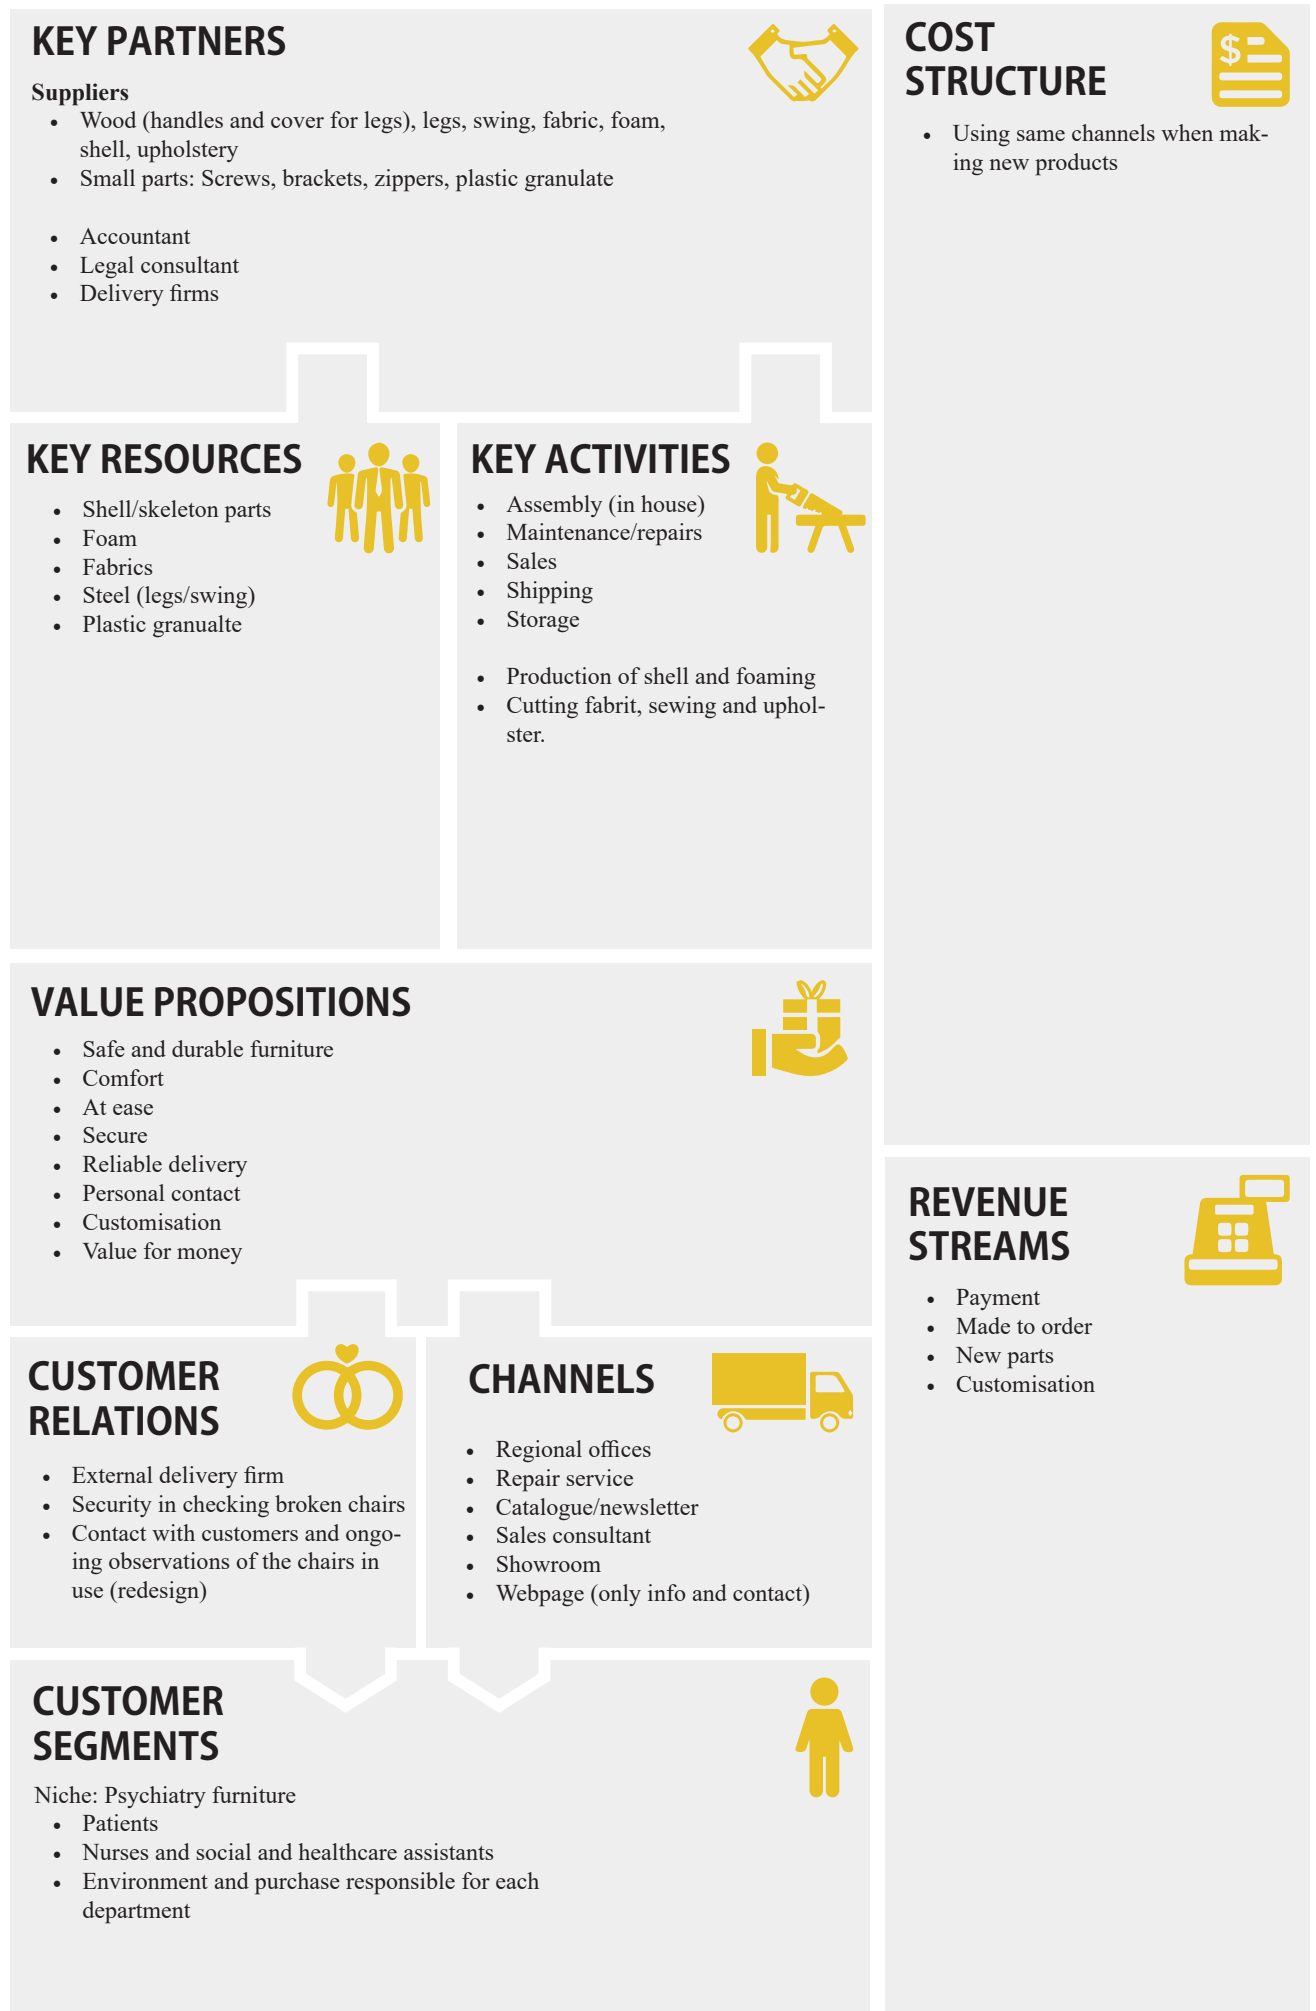 KEY PARTNERS
Suppliers
• Wood (handles and cover for legs), legs, swing, fabric, foam,
shell, upholstery
• Small parts: Screws, brackets, zippers, plastic granulate
• Accountant
• Legal consultant
• Delivery firms
KEY RESOURCES
• Shell/skeleton parts
• Foam
• Fabrics
• Steel (legs/swing)
• Plastic granualte
KEY ACTIVITIES
• Assembly (in house)
• Maintenance/repairs
• Sales
• Shipping
• Storage
• Production of shell and foaming
• Cutting fabrit, sewing and uphol-
ster.
VALUE PROPOSITIONS
• Safe and durable furniture
• Comfort
• At ease
• Secure
• Reliable delivery
• Personal contact
• Customisation
• Value for money
CUSTOMER
RELATIONS
• External delivery firm
• Security in checking broken chairs
• Contact with customers and ongo-
ing observations of the chairs in
use (redesign)
CHANNELS
• Regional offices
• Repair service
• Catalogue/newsletter
• Sales consultant
• Showroom
• Webpage (only info and contact)
CUSTOMER
SEGMENTS
Niche: Psychiatry furniture
• Patients
• Nurses and social and healthcare assistants
• Environment and purchase responsible for each
department
COST
STRUCTURE
$
• Using same channels when mak-
ing new products
REVENUE
STREAMS
• Payment
• Made to order
• New parts
• Customisation